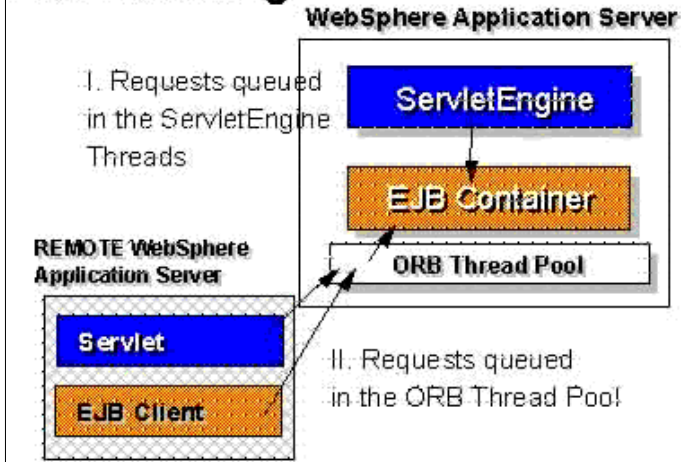 WebSphere Application Server
I. Requests queued
in the ServletEngine
Threads
ServletEngine
EJB Container
ORB Thread Pool
REMOTE WebSphere
Application Server
Servlet
EJB Client
II. Requests queued
in the ORB Thread Pool